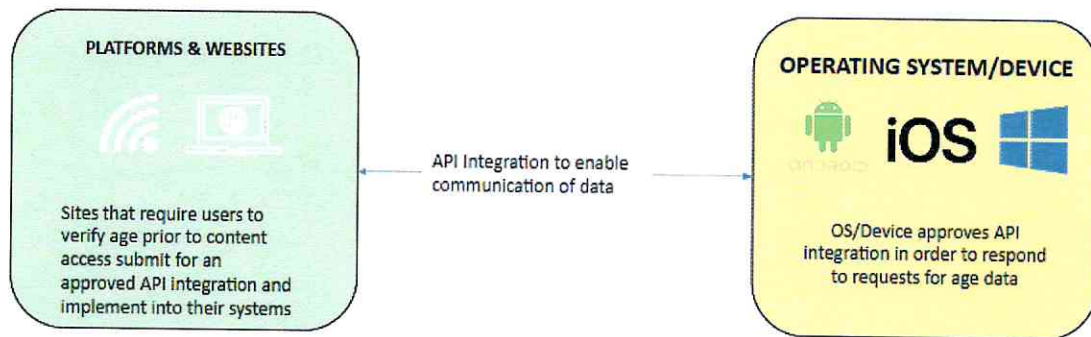 PLATFORMS & WEBSITES
Sites that require users to
verify age prior to content
access submit for an
approved API integration and
implement into their systems
API Integration to enable
communication of data
OPERATING SYSTEM/DEVICE
iOS
OS/Device approves API
integration in order to respond
to requests for age data